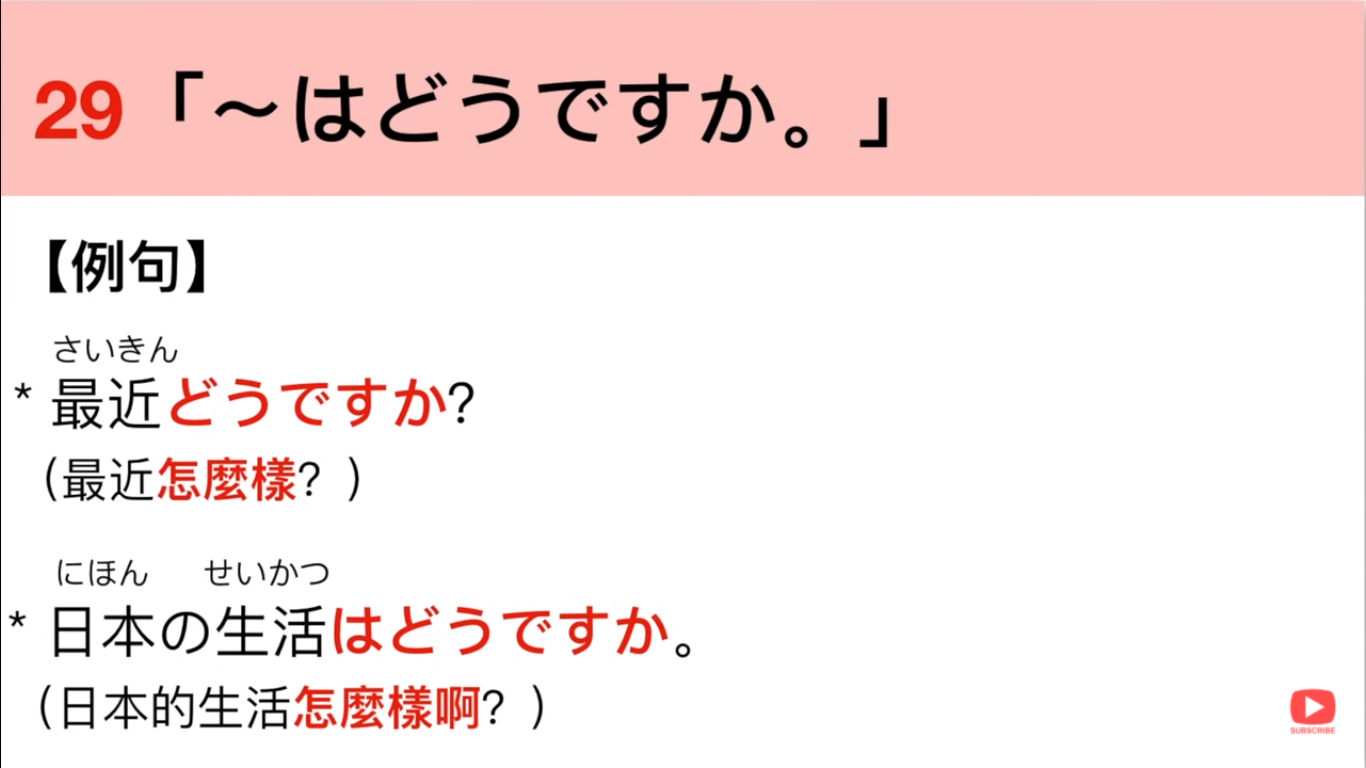 29「~はどうですか。」
【例句】
さいきん
* 最近どうですか?
(最近怎麼樣? )
にほん せいかつ
* 日本の生活はどうですか。
(日本的生活怎麼樣啊? )
SUBSCRIBE